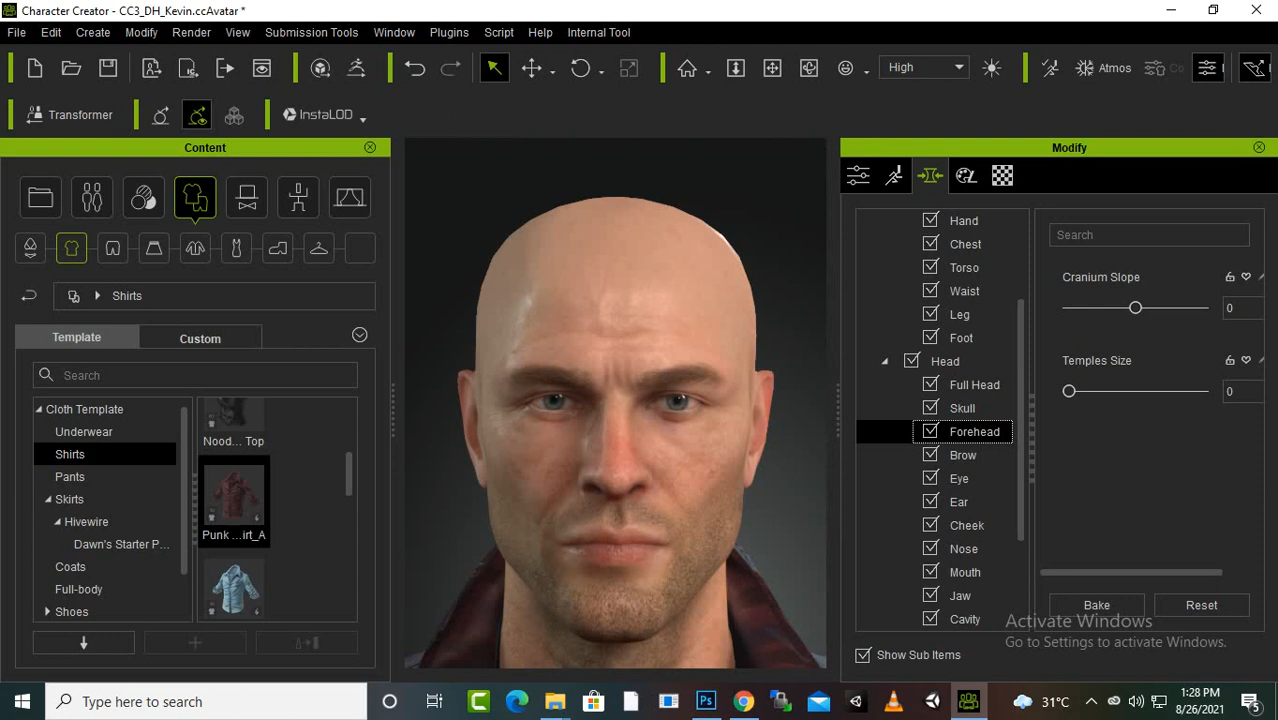 Character Creator - CC3_DH_Kevin.ccAvatar *
File Edit Create Modify Render View Submission Tools Window Plugins Script Help Internal Tool
High
Atmos
Transformer
InstaLOD
Content
Shirts
Template Custom
Search
Cloth Template
Underwear
Shirts
Pants
Skirts
Hivewire
Dawn's Starter P...
Coats
Full-body
Shoes
Nood... Top
Punk ...irt_A
Modify
Hand
Chest
Torso
Waist
Leg
Foot
Head
Full Head
Skull
Forehead
Brow
Eye
Ear
Cheek
Nose
Mouth
Jaw
Cavity
Show Sub Items
Search
Cranium Slope
0
Temples Size
0
Bake Reset
Activate Windows
Go to Settings to activate Windows.
Type here to search
Ps
31°C
1:28 PM
8/26/2021
5